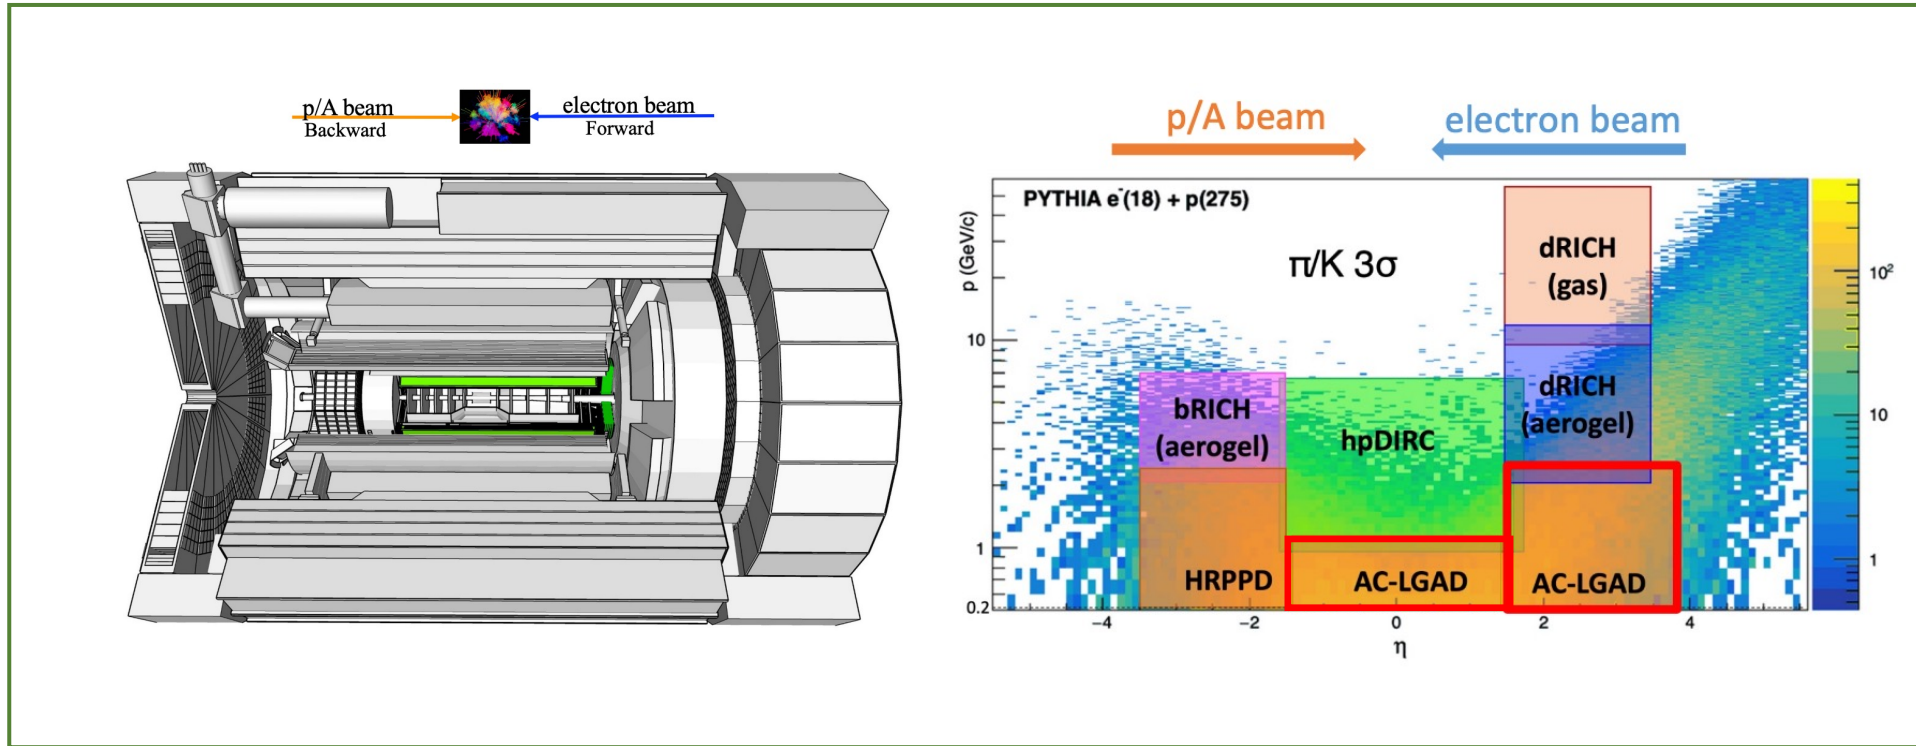 p/A beam
Backward
electron beam
Forward
p/A beam
electron beam
PYTHIA e⁻(18) + p(275)
π/K 3σ
p (GeV/c)
10
1
0.2
dRICH
(gas)
dRICH
(aerogel)
bRICH
(aerogel)
hpDIRC
HRPPD
AC-LGAD
AC-LGAD
−4
−2
0
2
4
η
10²
10
1